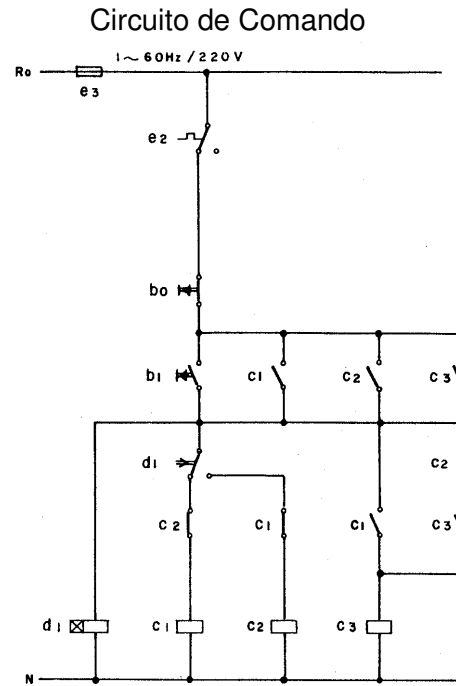 Circuito de Comando
1~60Hz/220V
Ro
e3
e2
bo
b1
c1
c2
c3
d1
c2
c2
c1
c1
c3
d1
c1
c2
c3
N